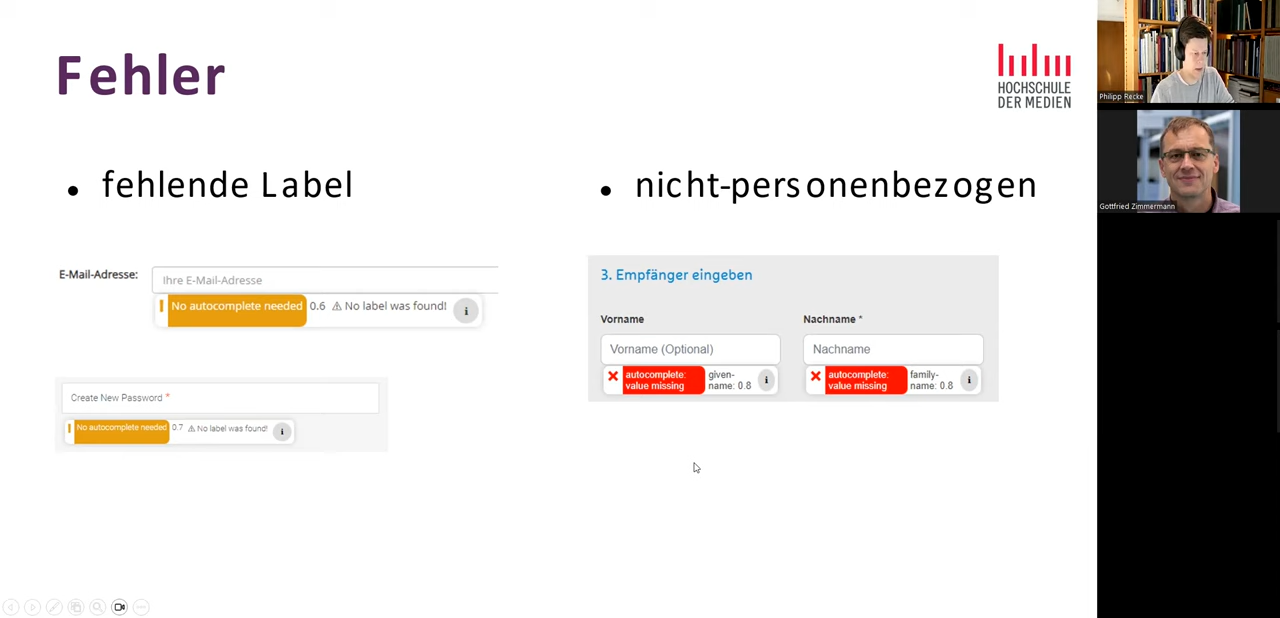 Fehler
HOCHSCHULE
DER MEDIEN
• fehlende Label
E-Mail-Adresse:
Ihre E-Mail-Adresse
No autocomplete needed 0.6 ⚠ No label was found! i
Create New Password *
No autocomplete needed 0.7 ⚠ No label was found! i
• nicht-personenbezogen
3. Empfänger eingeben
Vorname
Vorname (Optional)
autocomplete:
value missing
given-
name: 0.8
i
Nachname *
Nachname
autocomplete:
value missing
family-
name: 0.8
i
Philipp Recke
Gottfried Zimmermann